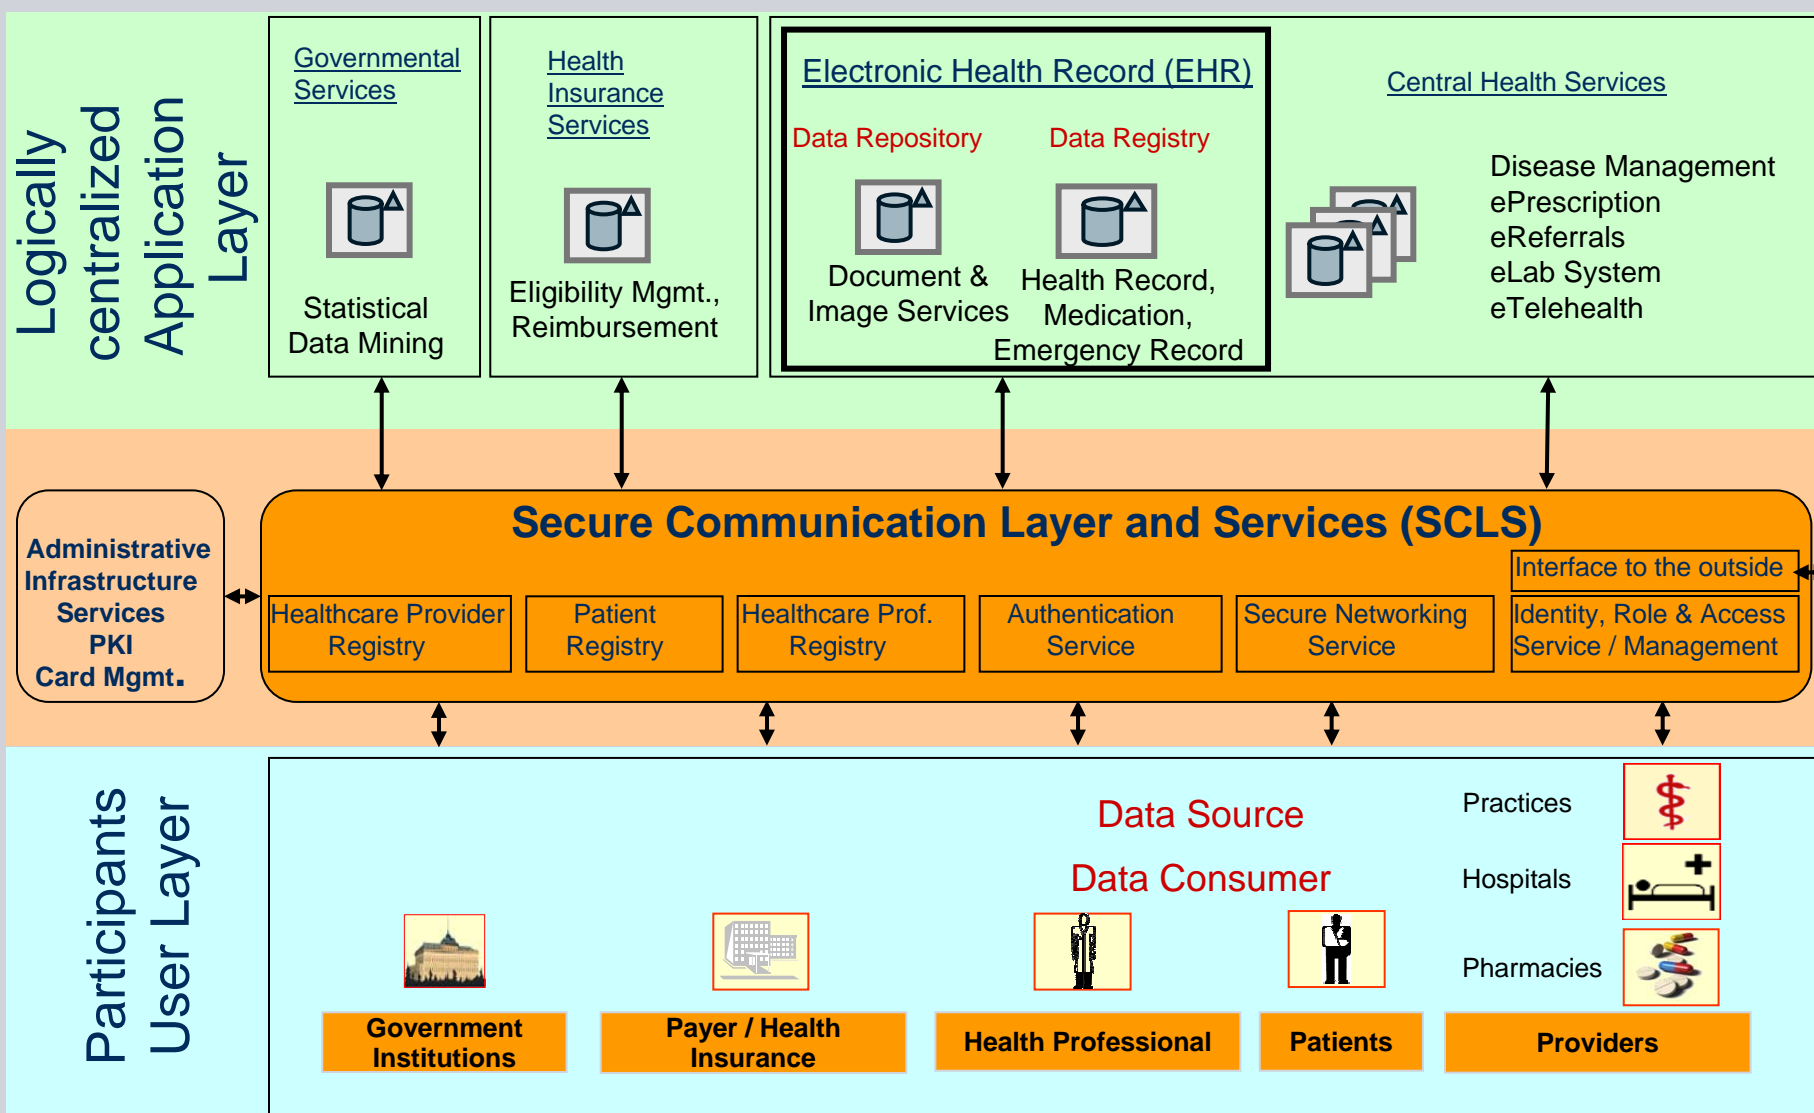 Logically
centralized
Application
Layer
Governmental
Services
Statistical
Data Mining
Health
Insurance
Services
Eligibility Mgmt.,
Reimbursement
Electronic Health Record (EHR)
Data Repository
Document &
Image Services
Data Registry
Health Record,
Medication,
Emergency Record
Central Health Services
Disease Management
ePrescription
eReferrals
eLab System
eTelehealth
Administrative
Infrastructure
Services
PKI
Card Mgmt.
Secure Communication Layer and Services (SCLS)
Interface to the outside
Healthcare Provider
Registry
Patient
Registry
Healthcare Prof.
Registry
Authentication
Service
Secure Networking
Service
Identity, Role & Access
Service / Management
Participants
User Layer
Data Source
Data Consumer
Practices
Hospitals
Pharmacies
Government
Institutions
Payer / Health
Insurance
Health Professional
Patients
Providers